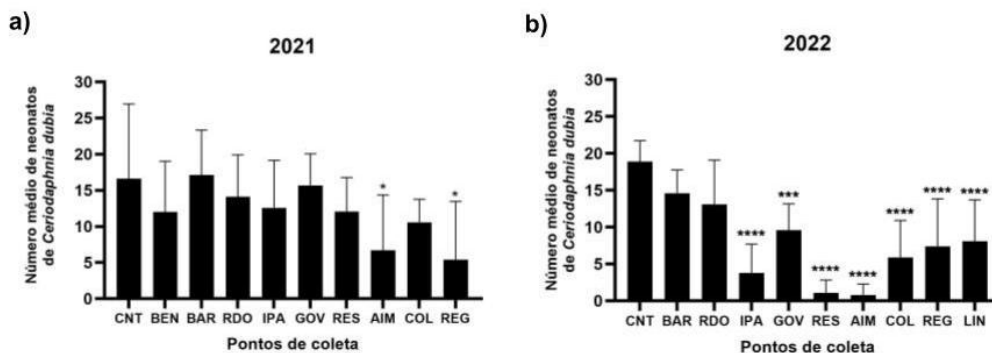 a)
2021
Número médio de neonatos
de Ceriodaphnia dubia
30
25
20
15
10
5
0
* *
CNT BEN BAR RDO IPA GOV RES AIM COL REG
Pontos de coleta
b)
2022
Número médio de neonatos
de Ceriodaphnia dubia
30
25
20
15
10
5
0
**** *** **** **** **** **** ****
CNT BAR RDO IPA GOV RES AIM COL REG LIN
Pontos de coleta